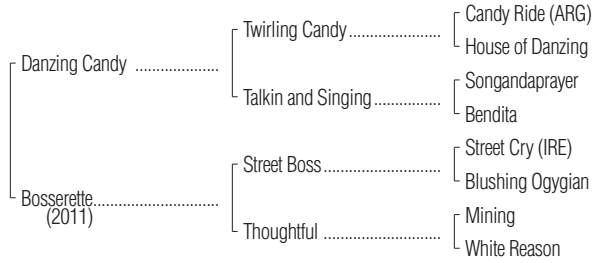 Candy Ride (ARG)
Twirling Candy....................
House of Danzing
Danzing Candy ..................
Songandaprayer
Talkin and Singing...............
Bendita
Street Cry (IRE)
Street Boss..........................
Blushing Ogygian
Bosserette...........................
(2011)
Mining
Thoughtful ..........................
White Reason